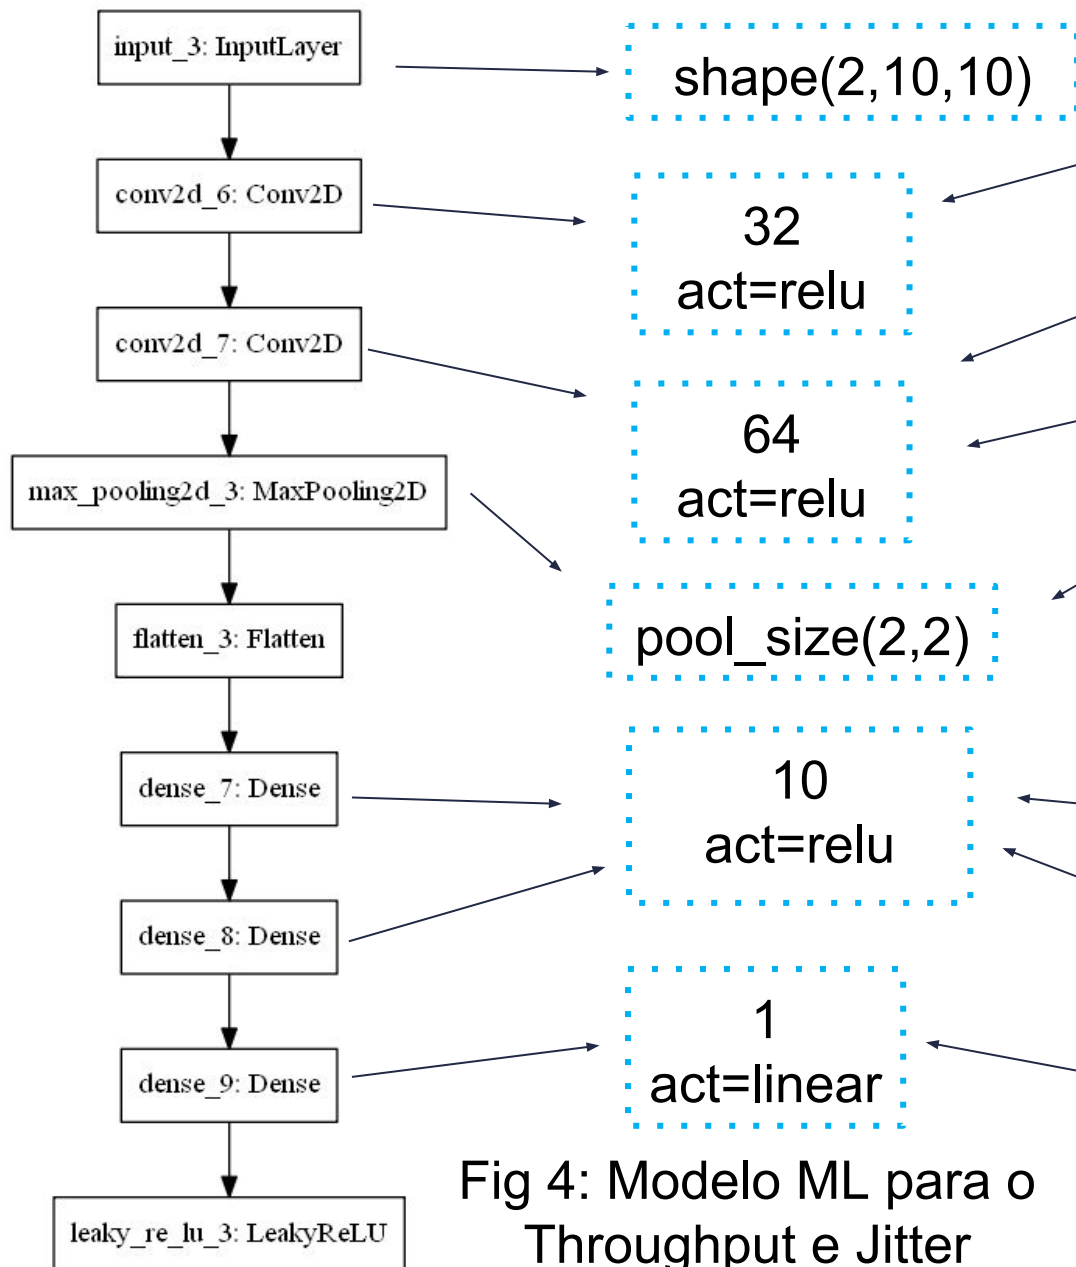 input_3: InputLayer
shape(2,10,10)
conv2d_6: Conv2D
32
act=relu
conv2d_7: Conv2D
64
act=relu
max_pooling2d_3: MaxPooling2D
pool_size(2,2)
flatten_3: Flatten
dense_7: Dense
10
act=relu
dense_8: Dense
dense_9: Dense
1
act=linear
leaky_re_lu_3: LeakyReLU
Fig 4: Modelo ML para o
Throughput e Jitter